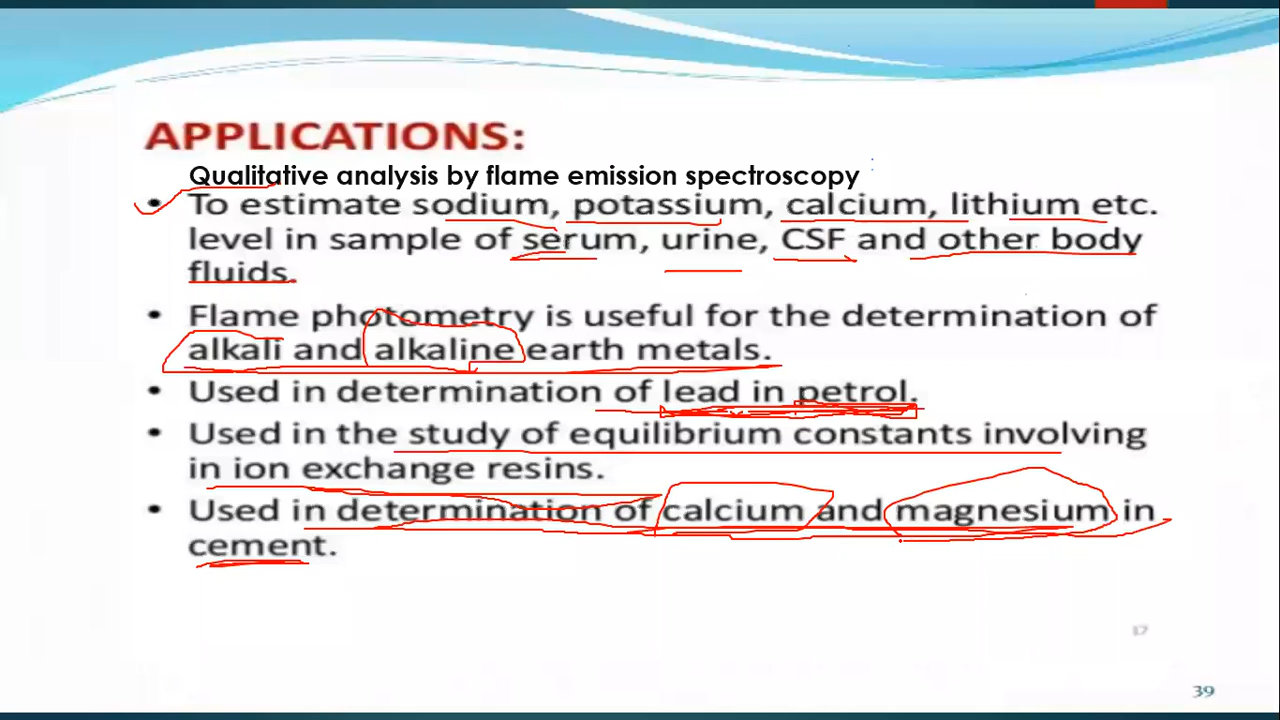 APPLICATIONS:
Qualitative analysis by flame emission spectroscopy
• To estimate sodium, potassium, calcium, lithium etc.
level in sample of serum, urine, CSF and other body
fluids.
• Flame photometry is useful for the determination of
alkali and alkaline earth metals.
• Used in determination of lead in petrol.
• Used in the study of equilibrium constants involving
in ion exchange resins.
• Used in determination of calcium and magnesium in
cement.
17
39